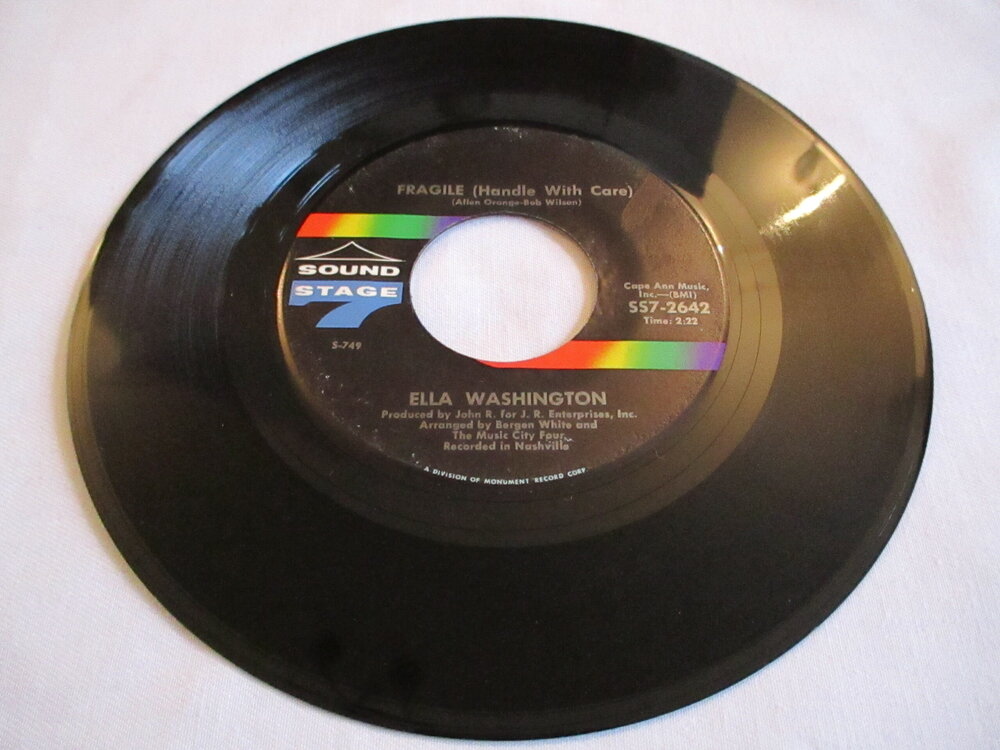 FRAGILE (Handle With Care)
(Allen Orange-Bob Wilson)
SOUND
STAGE
7
Cape Ann Music,
Inc.—(BMI)
SS7-2642
Time: 2:22
S-749
ELLA WASHINGTON
Produced by John R. for J. R. Enterprises, Inc.
Arranged by Bergen White and
The Music City Four
Recorded in Nashville
A DIVISION OF MONUMENT RECORD CORP.